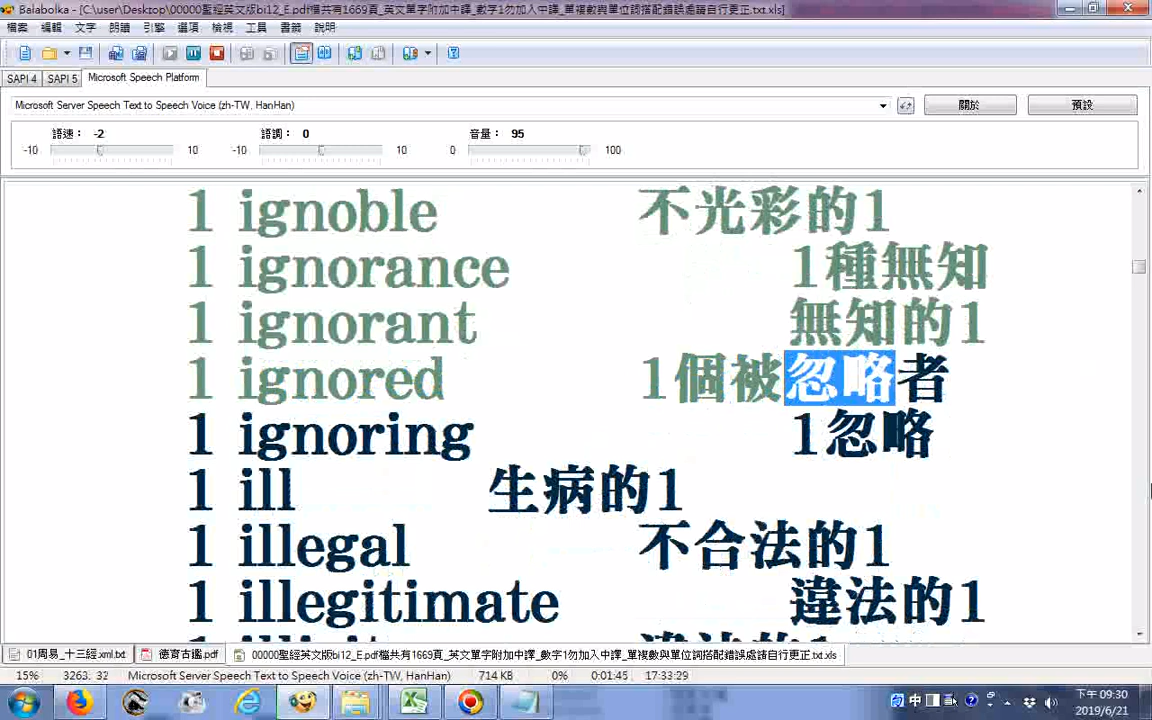 Balabolka - [C:\user\Desktop\00000聖經英文版bi12_E.pdf檔共有1669頁_英文單字附加中譯_數字1勿加入中譯_單複數與單位詞搭配錯誤處請自行更正.txt.xls]
檔案 編輯 文字 朗讀 引擎 選項 檢視 工具 書籤 說明
SAPI 4 SAPI 5 Microsoft Speech Platform
Microsoft Server Speech Text to Speech Voice (zh-TW, HanHan) 關於 預設
語速： -2 語調： 0 音量： 95
-10 10 -10 10 0 100
1 ignoble 不光彩的1
1 ignorance 1種無知
1 ignorant 無知的1
1 ignored 1個被忽略者
1 ignoring 1忽略
1 ill 生病的1
1 illegal 不合法的1
1 illegitimate 違法的1
1 illicit 違法的1
01周易_十三經.xml.txt 德育古鑑.pdf 00000聖經英文版bi12_E.pdf檔共有1669頁_英文單字附加中譯_數字1勿加入中譯_單複數與單位詞搭配錯誤處請自行更正.txt.xls
15% 3263. 32 Microsoft Server Speech Text to Speech Voice (zh-TW, HanHan) 714 KB 0% 0:01:45 17:33:29
中 下午 09:30
2019/6/21